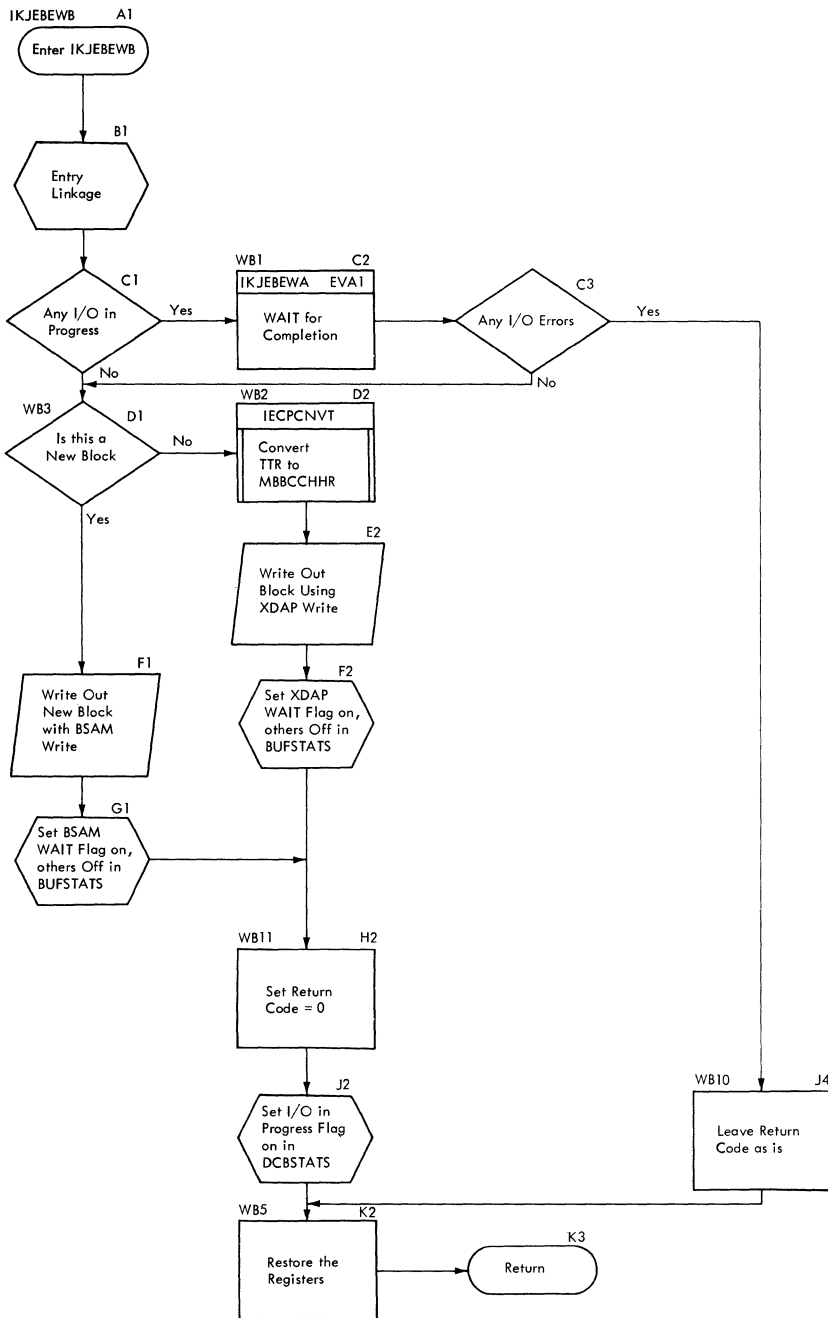 IKJEBEWB A1
Enter IKJEBEWB
B1
Entry
Linkage
C1
Any I/O in
Progress
Yes
No
WB1 C2
IKJEBEWA EVA1
WAIT for
Completion
C3
Any I/O Errors
Yes
No
WB3 D1
Is this a
New Block
No
Yes
WB2 D2
IECPCNVT
Convert
TTR to
MBBCCHHR
E2
Write Out
Block Using
XDAP Write
F1
Write Out
New Block
with BSAM
Write
F2
Set XDAP
WAIT Flag on,
others Off in
BUFSTATS
G1
Set BSAM
WAIT Flag on,
others Off in
BUFSTATS
WB11 H2
Set Return
Code = 0
J2
Set I/O in
Progress Flag
on in
DCBSTATS
WB10 J4
Leave Return
Code as is
WB5 K2
Restore the
Registers
K3
Return